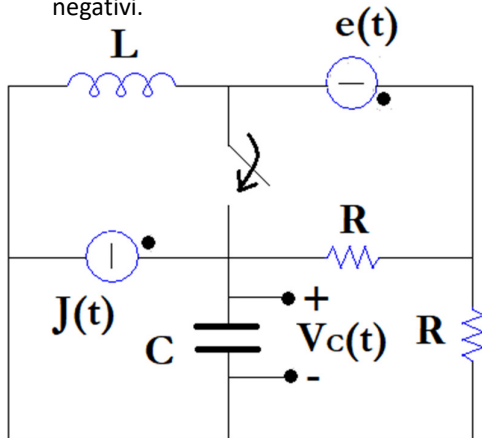 negativi.
e(t)
L
R
J(t)
C
+
Vc(t)
-
R